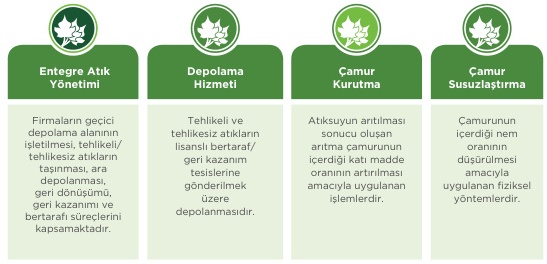 Entegre Atık
Yönetimi
Firmaların geçici
depolama alanının
işletilmesi, tehlikeli/
tehlikesiz atıkların
taşınması, ara
depolanması,
geri dönüşümü,
geri kazanımı ve
bertarafı süreçlerini
kapsamaktadır.
Depolama
Hizmeti
Tehlikeli ve
tehlikesiz atıkların
lisanslı bertaraf/
geri kazanım
tesislerine
gönderilmek
üzere
depolanmasıdır.
Çamur
Kurutma
Atıksuyun arıtılması
sonucu oluşan
arıtma çamurunun
içerdiği katı madde
oranının artırılması
amacıyla uygulanan
işlemlerdir.
Çamur
Susuzlaştırma
Çamurunun
içerdiği nem
oranının
düşürülmesi
amacıyla
uygulanan fiziksel
yöntemlerdir.